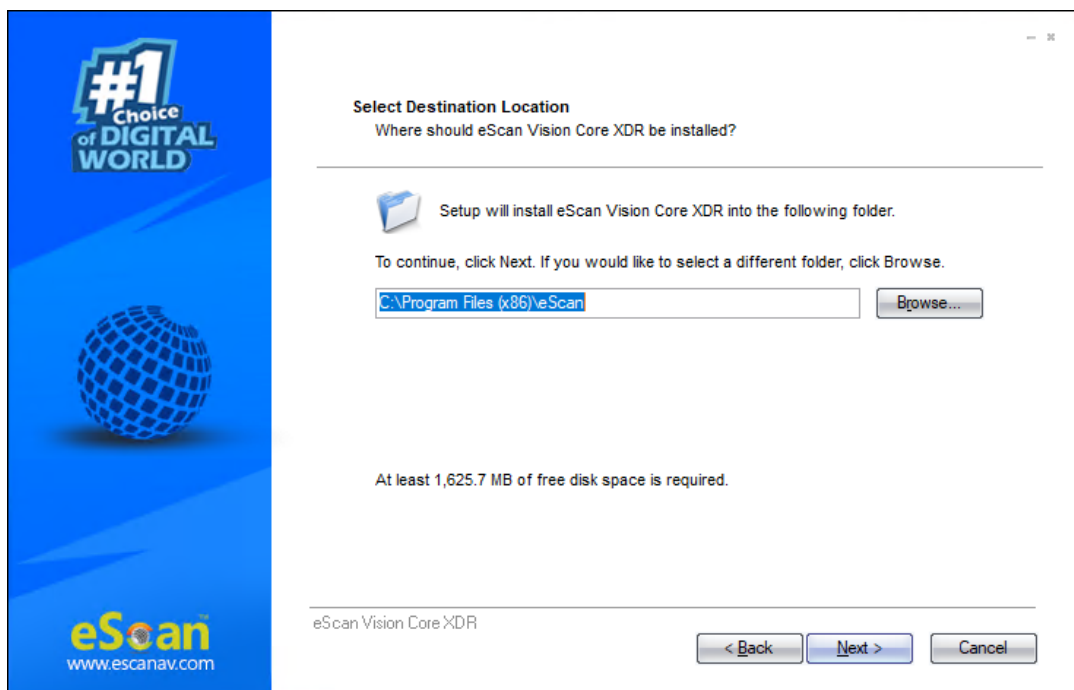 #1
Choice
of DIGITAL
WORLD
Select Destination Location
Where should eScan Vision Core XDR be installed?
Setup will install eScan Vision Core XDR into the following folder.
To continue, click Next. If you would like to select a different folder, click Browse.
C:\Program Files (x86)\eScan
Browse...
At least 1,625.7 MB of free disk space is required.
eScan Vision Core XDR
< Back
Next >
Cancel
eScan™
www.escanav.com